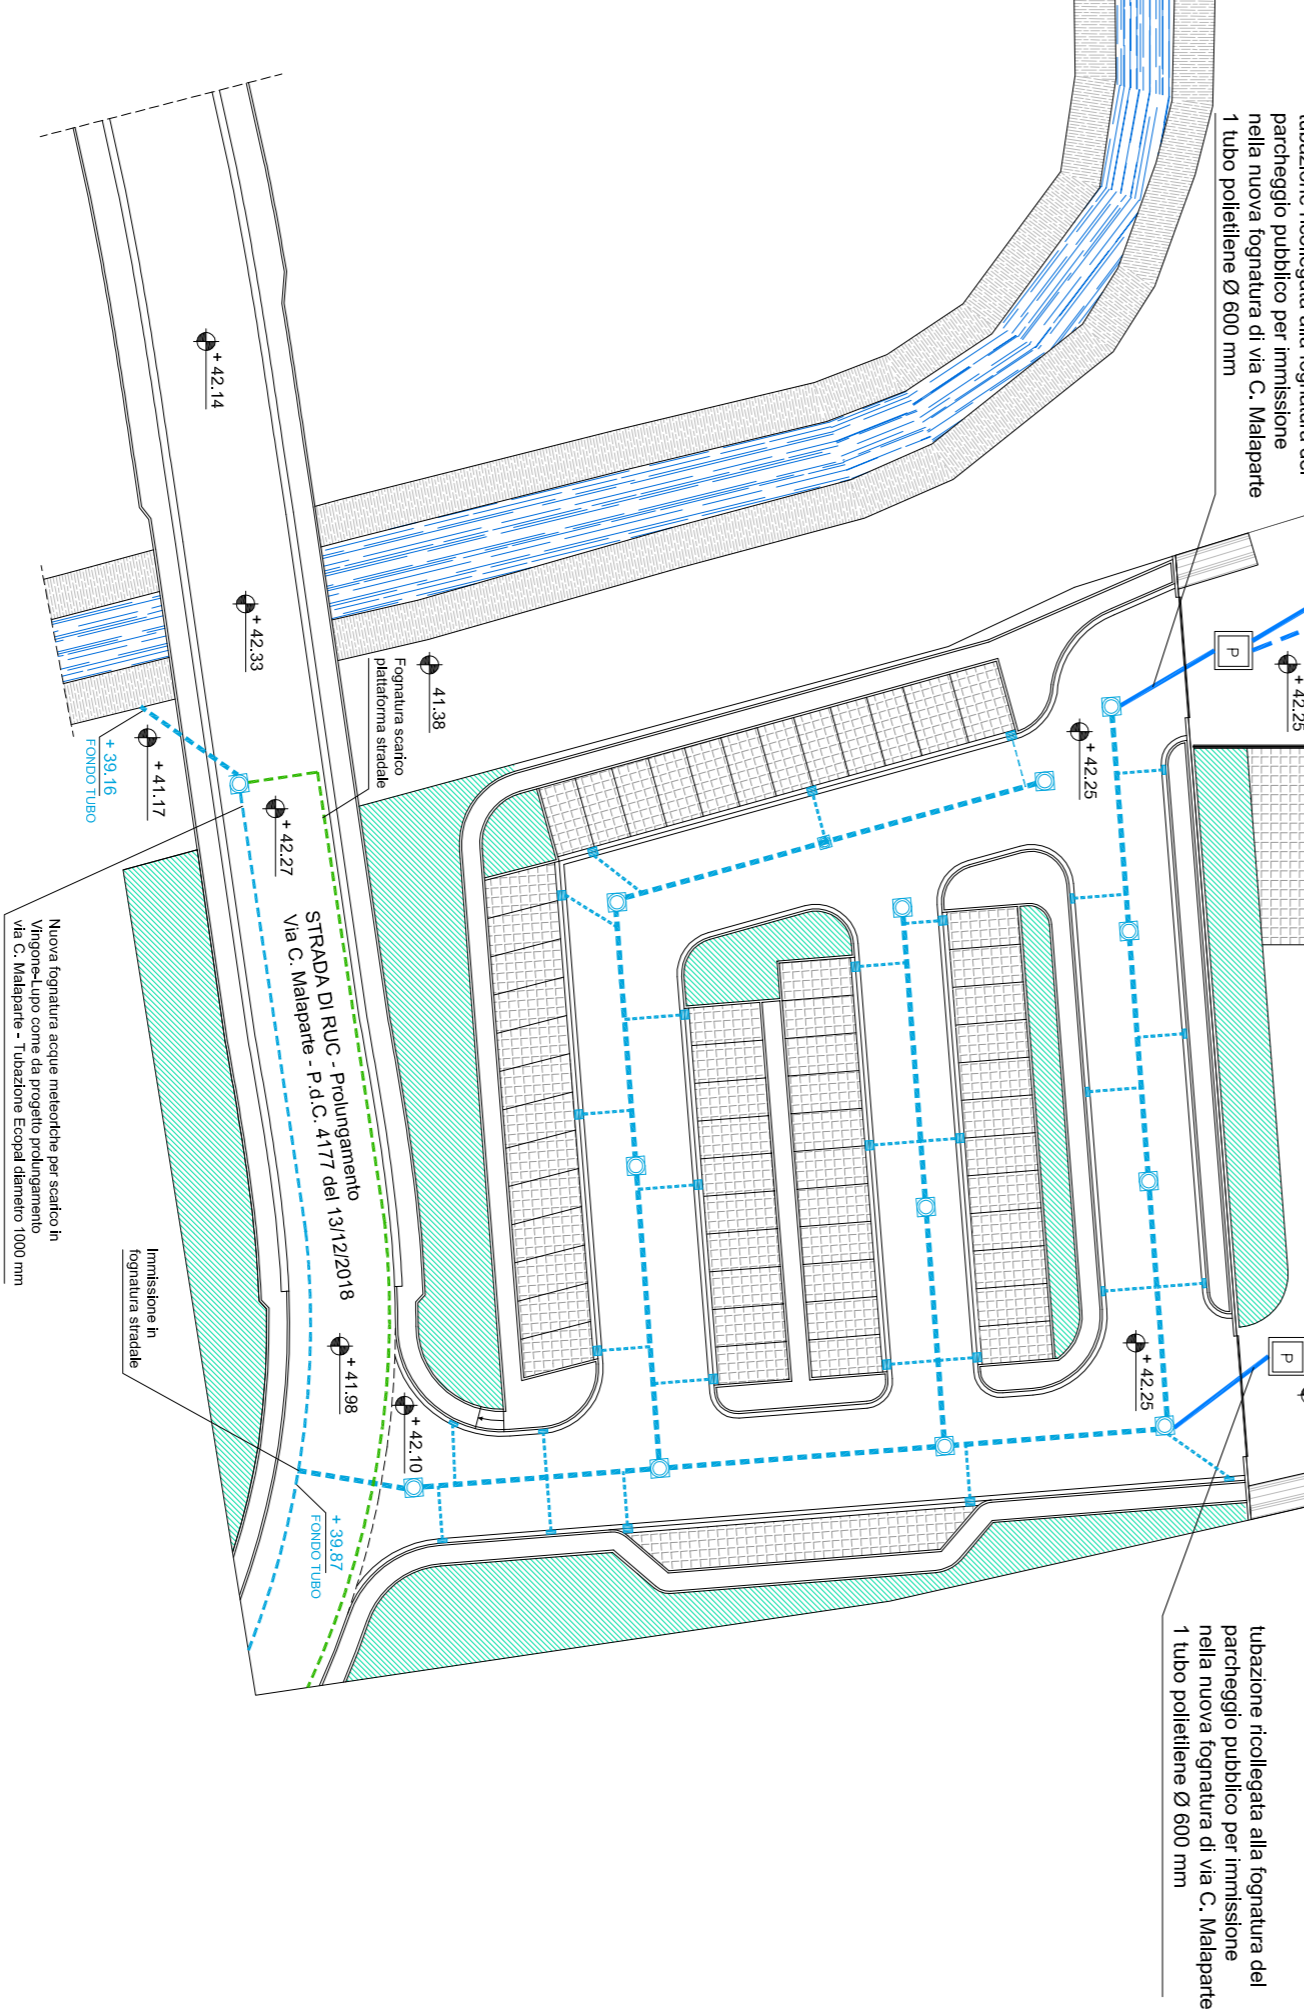 parcheggio pubblico per immissione
nella nuova fognatura di via C. Malaparte
1 tubo polietilene Ø 600 mm
+ 42.25
P
+ 42.25
+ 42.14
+ 42.33
41.38
Fognatura scarico
plattaforma stradale
+ 41.17
+ 39.16
FONDO TUBO
+ 42.27
STRADA DI RUC - Prolungamento
Via C. Malaparte - P.d.C. 4177 del 13/12/2018
Nuova fognatura acque meteoriche per scarico in
Vingone-Lupo come da progetto prolungamento
via C. Malaparte - Tubazione Ecopal diametro 1000 mm
Immissione in
fognatura stradale
+ 41.98
+ 42.10
+ 42.25
P
+ 39.87
FONDO TUBO
tubazione ricollegata alla fognatura del
parcheggio pubblico per immissione
nella nuova fognatura di via C. Malaparte
1 tubo polietilene Ø 600 mm